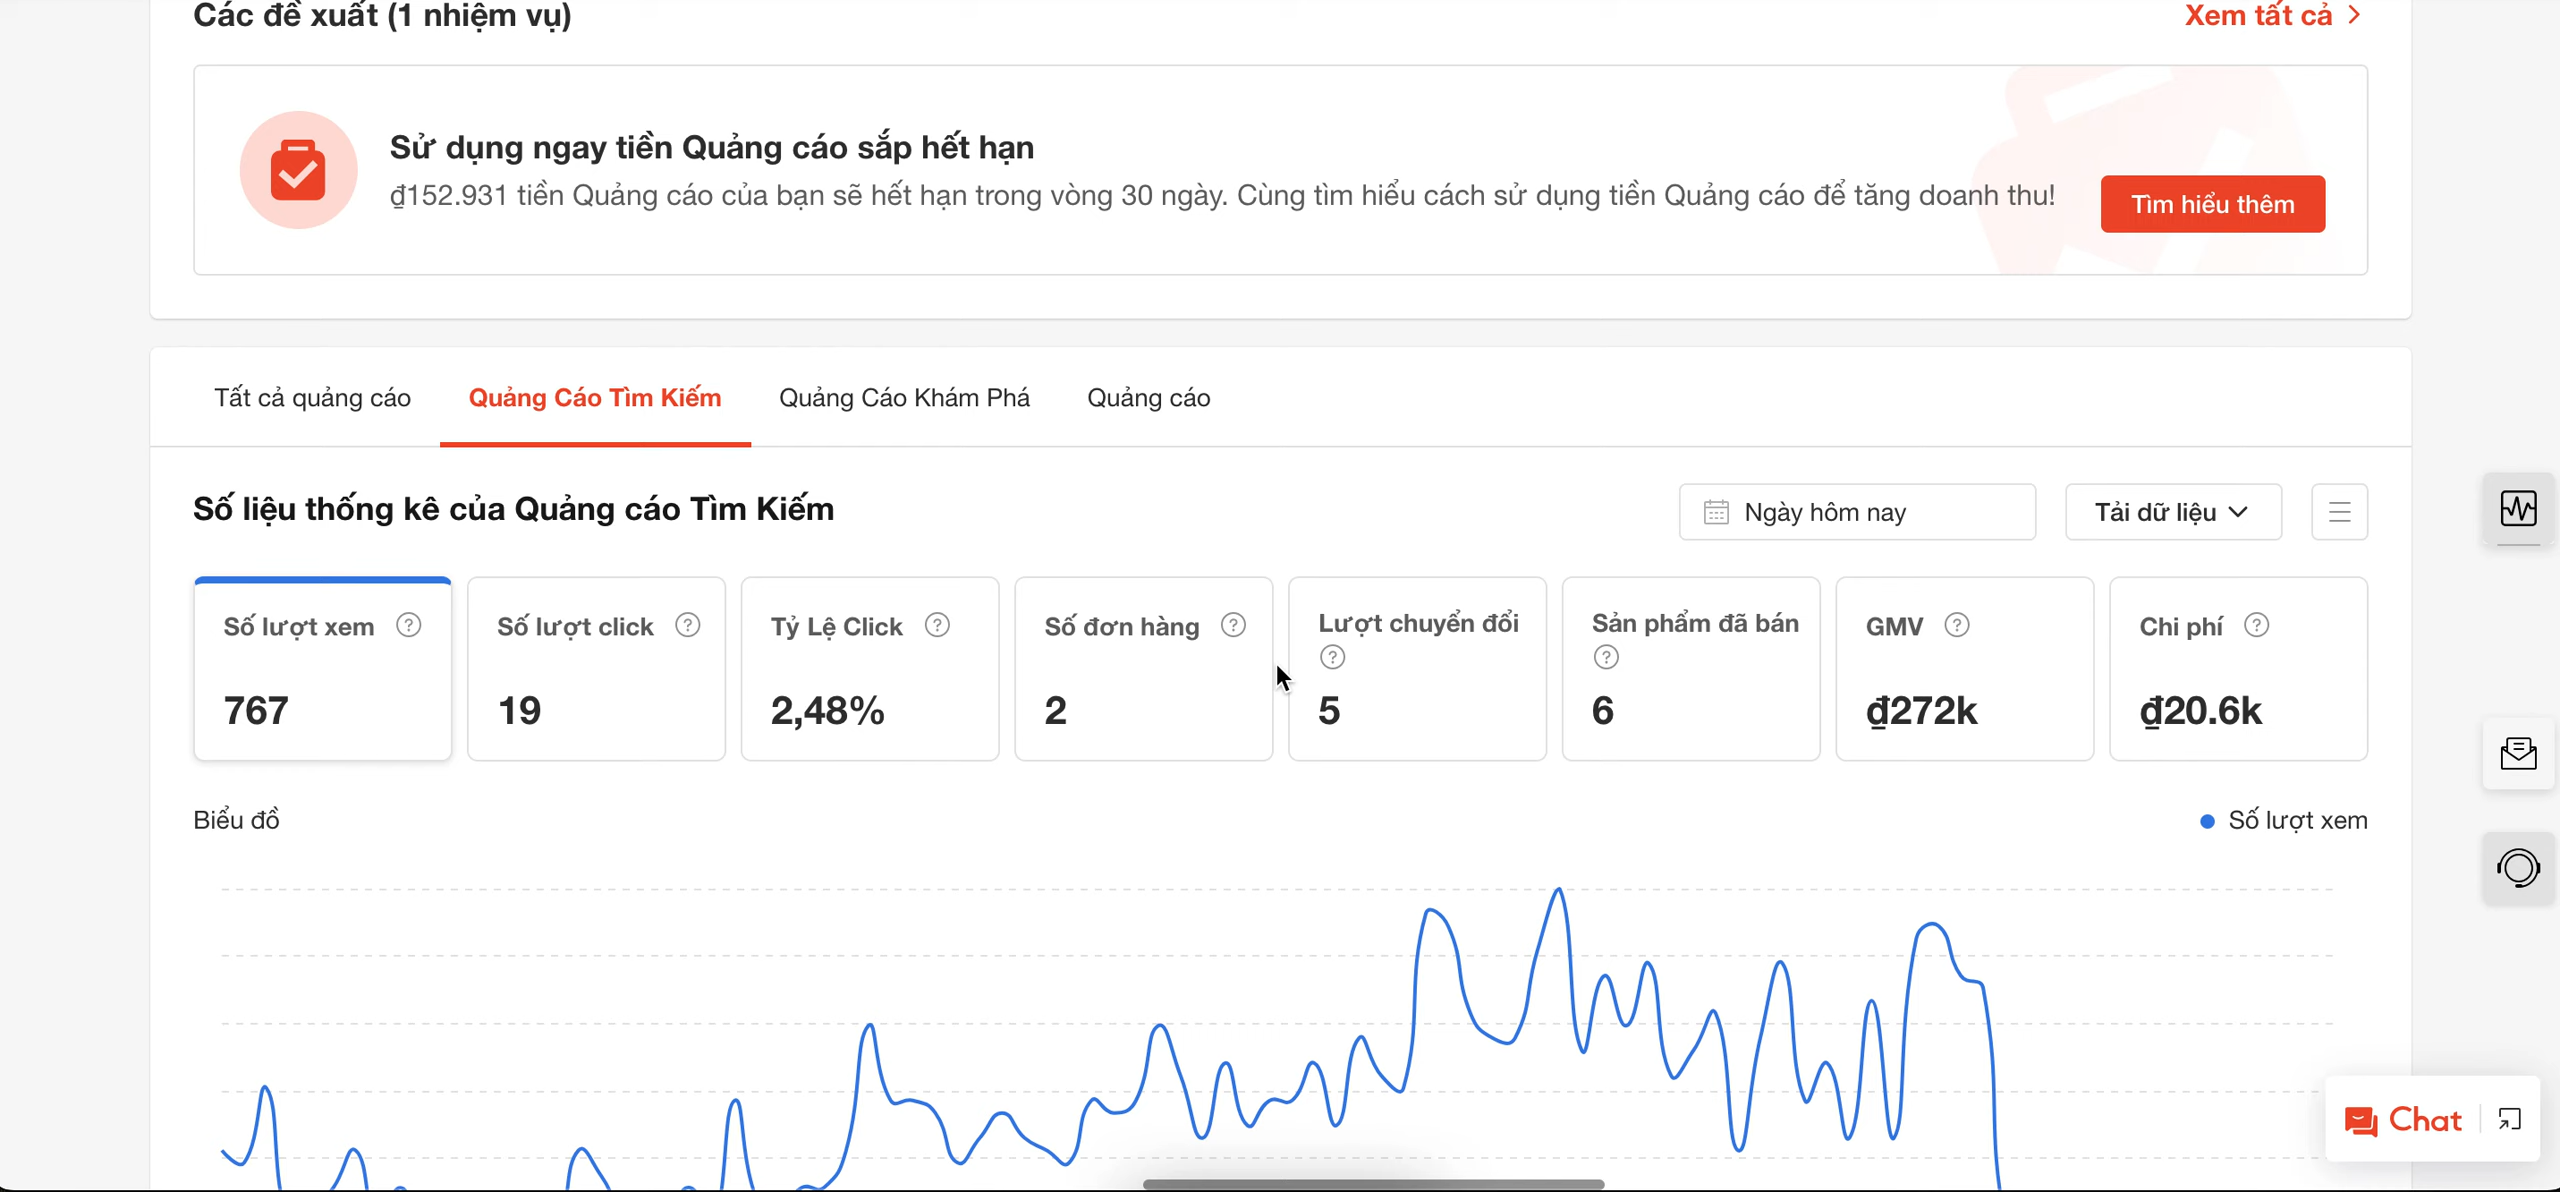 Các đề xuất (1 nhiệm vụ)
Xem tất cả
Sử dụng ngay tiền Quảng cáo sắp hết hạn
₫152.931 tiền Quảng cáo của bạn sẽ hết hạn trong vòng 30 ngày. Cùng tìm hiểu cách sử dụng tiền Quảng cáo để tăng doanh thu!
Tìm hiểu thêm
Tất cả quảng cáo
Quảng Cáo Tìm Kiếm
Quảng Cáo Khám Phá
Quảng cáo
Số liệu thống kê của Quảng cáo Tìm Kiếm
Ngày hôm nay
Tải dữ liệu
Số lượt xem
767
Số lượt click
19
Tỷ Lệ Click
2,48%
Số đơn hàng
2
Lượt chuyển đổi
5
Sản phẩm đã bán
6
GMV
₫272k
Chi phí
₫20.6k
Biểu đồ
Số lượt xem
Chat